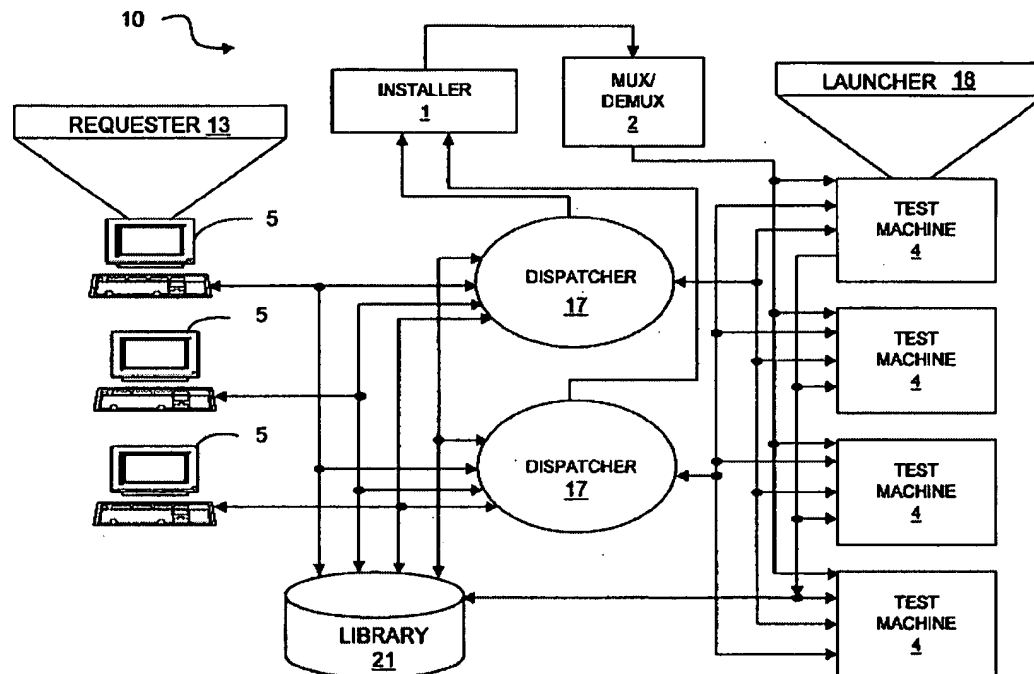 10
INSTALLER
1
MUX/
DEMUX
2
LAUNCHER 18
REQUESTER 13
5
TEST
MACHINE
4
DISPATCHER
17
5
TEST
MACHINE
4
5
DISPATCHER
17
TEST
MACHINE
4
LIBRARY
21
TEST
MACHINE
4